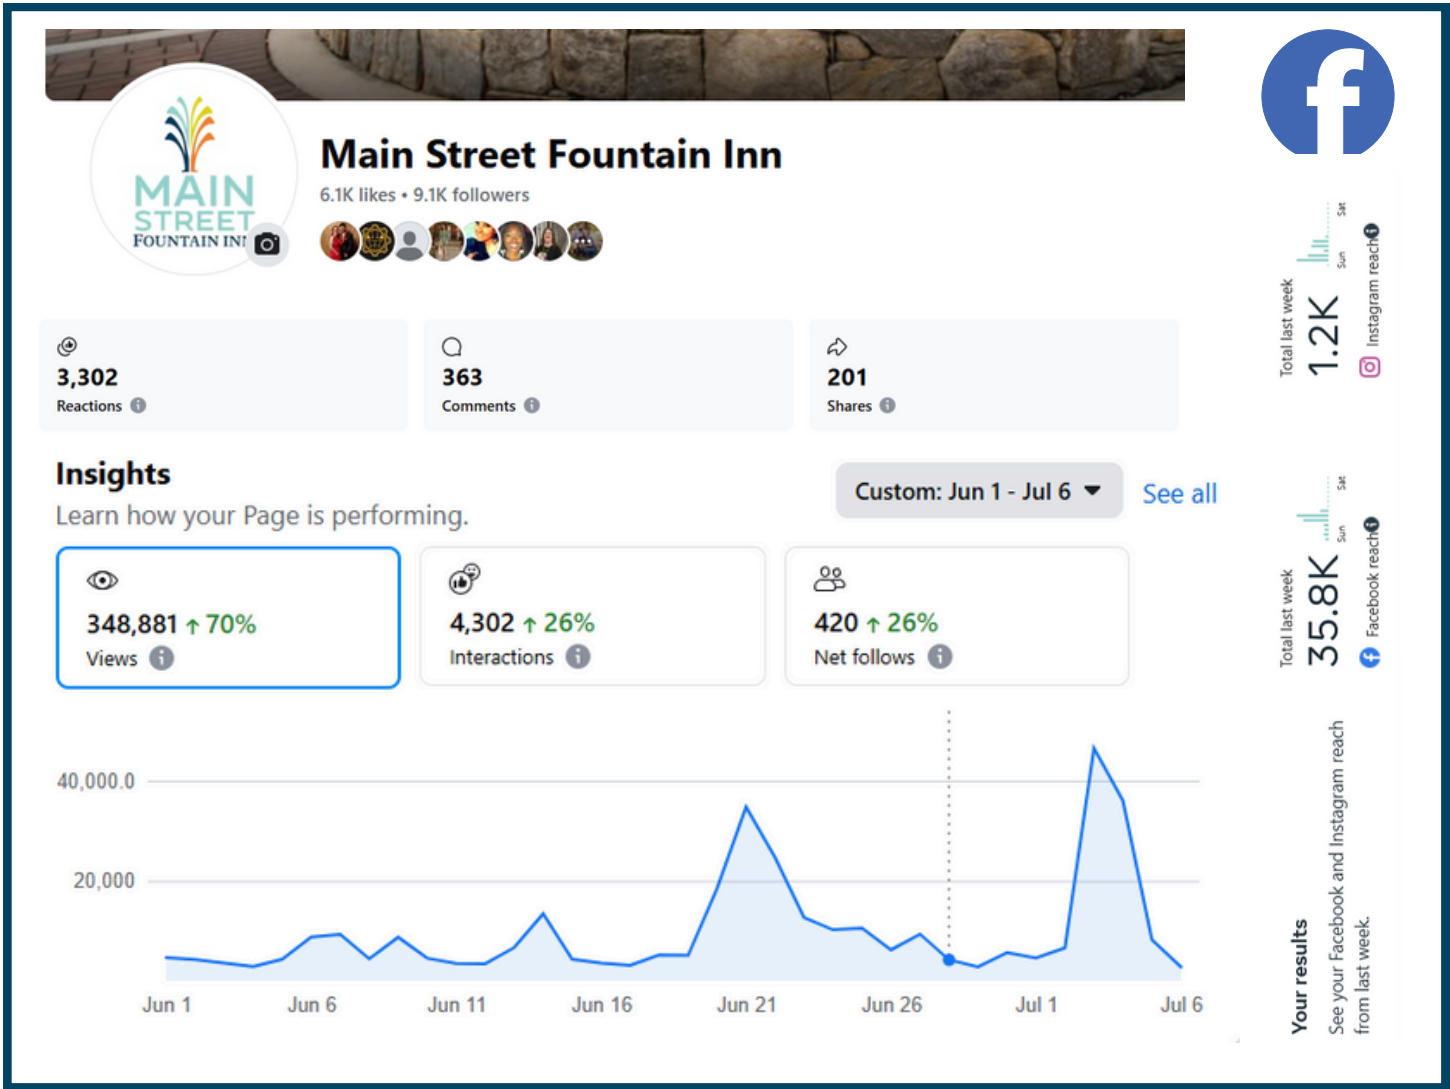 MAIN
STREET
FOUNTAIN INN
Main Street Fountain Inn
6.1K likes • 9.1K followers
3,302
Reactions
363
Comments
201
Shares
Insights
Learn how your Page is performing.
Custom: Jun 1 - Jul 6
See all
348,881 ↑ 70%
Views
4,302 ↑ 26%
Interactions
420 ↑ 26%
Net follows
40,000.0
20,000
Jun 1 Jun 6 Jun 11 Jun 16 Jun 21 Jun 26 Jul 1 Jul 6
Your results
See your Facebook and Instagram reach
from last week.
Total last week
35.8K
Sun Sat
Facebook reach
Total last week
1.2K
Sun Sat
Instagram reach